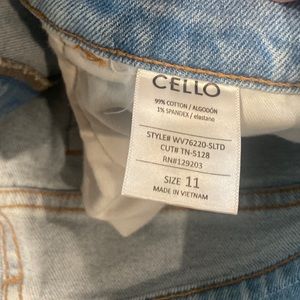 CELLO
99% COTTON / ALGODÓN
1% SPANDEX / elastano
STYLE# WV76220-SLTD
CUT# TN-5128
RN#129203
SIZE 11
MADE IN VIETNAM